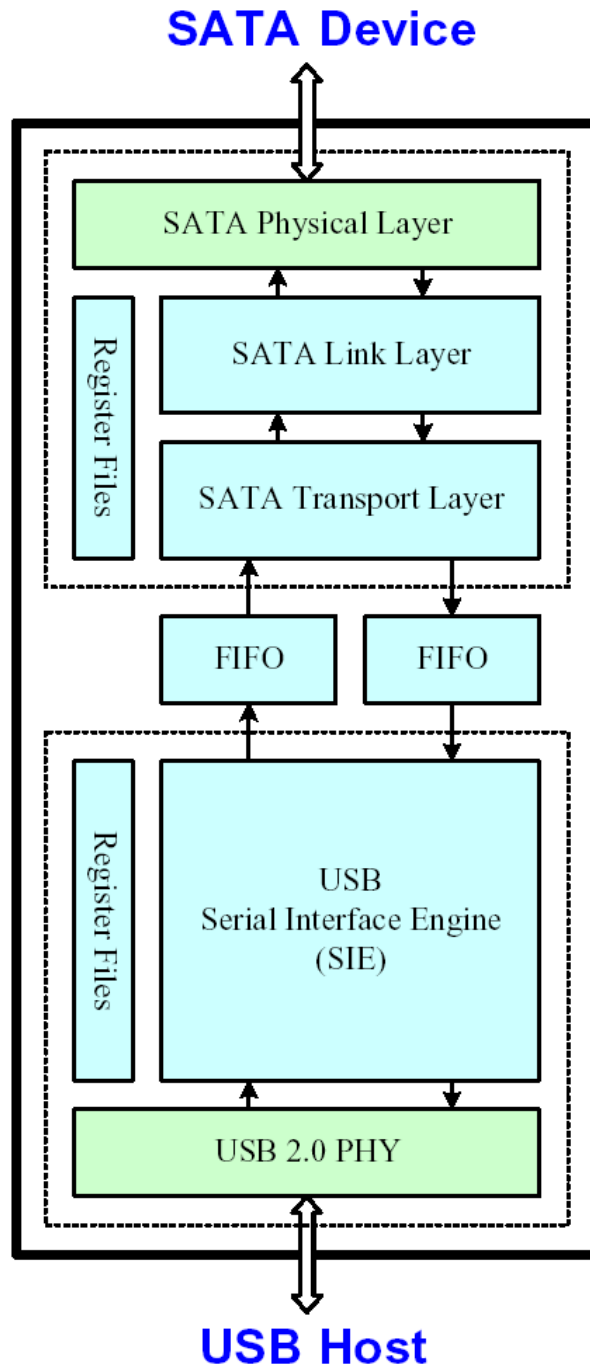 SATA Device
SATA Physical Layer
Register Files
SATA Link Layer
SATA Transport Layer
FIFO
FIFO
Register Files
USB
Serial Interface Engine
(SIE)
USB 2.0 PHY
USB Host